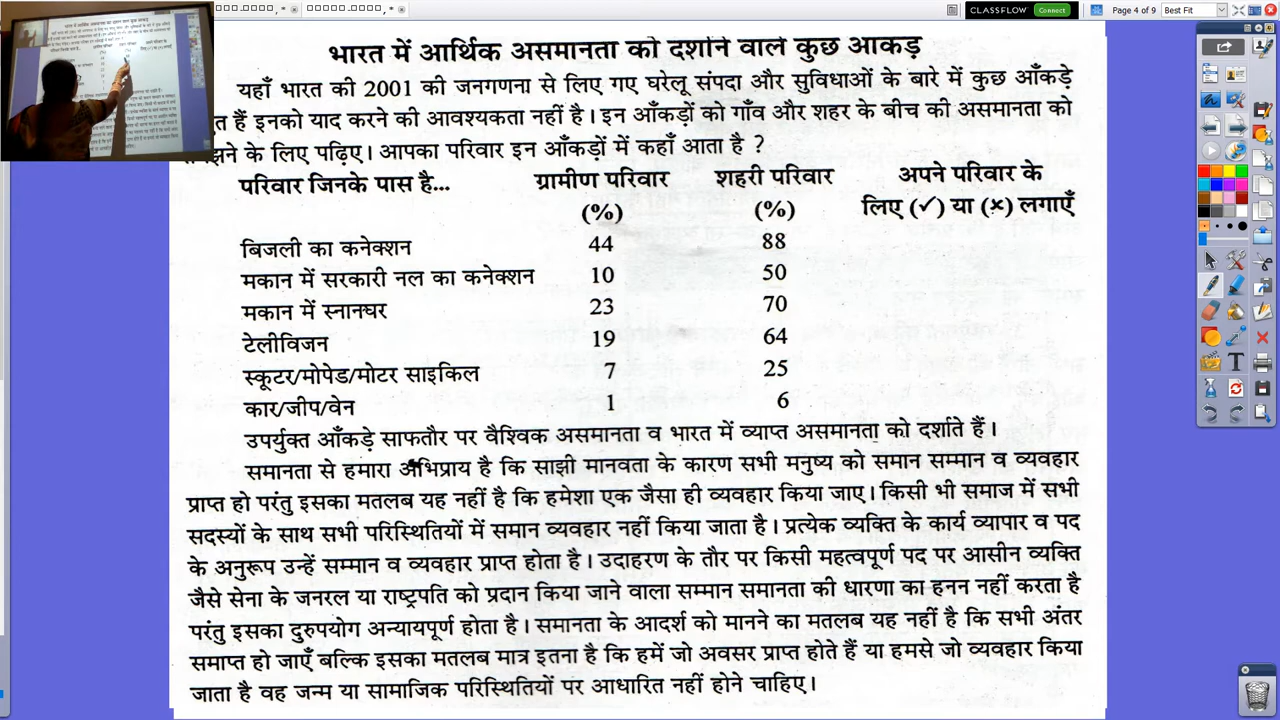 CLASSFLOW Connect
Page 4 of 9
Best Fit
भारत में आर्थिक असमानता को दर्शाने वाले कुछ आकड़े
यहाँ भारत की 2001 की जनगणना से लिए गए घरेलू संपदा और सुविधाओं के बारे में कुछ आँकड़े
हैं इनको याद करने की आवश्यकता नहीं है। इन आँकड़ों को गाँव और शहर के बीच की असमानता को
के लिए पढ़िए। आपका परिवार इन आँकड़ों में कहाँ आता है ?
परिवार जिनके पास है... ग्रामीण परिवार शहरी परिवार अपने परिवार के
(%) (%) लिए (✓) या (×) लगाएँ
बिजली का कनेक्शन 44 88
मकान में सरकारी नल का कनेक्शन 10 50
मकान में स्नानघर 23 70
टेलीविजन 19 64
स्कूटर/मोपेड/मोटर साइकिल 7 25
कार/जीप/वेन 1 6
उपर्युक्त आँकड़े साफतौर पर वैश्विक असमानता व भारत में व्याप्त असमानता को दर्शाते हैं।
समानता से हमारा अभिप्राय है कि साझी मानवता के कारण सभी मनुष्य को समान सम्मान व व्यवहार
प्राप्त हो परंतु इसका मतलब यह नहीं है कि हमेशा एक जैसा ही व्यवहार किया जाए। किसी भी समाज में सभी
सदस्यों के साथ सभी परिस्थितियों में समान व्यवहार नहीं किया जाता है। प्रत्येक व्यक्ति के कार्य व्यापार व पद
के अनुरूप उन्हें सम्मान व व्यवहार प्राप्त होता है। उदाहरण के तौर पर किसी महत्वपूर्ण पद पर आसीन व्यक्ति
जैसे सेना के जनरल या राष्ट्रपति को प्रदान किया जाने वाला सम्मान समानता की धारणा का हनन नहीं करता है
परंतु इसका दुरुपयोग अन्यायपूर्ण होता है। समानता के आदर्श को मानने का मतलब यह नहीं है कि सभी अंतर
समाप्त हो जाएँ बल्कि इसका मतलब मात्र इतना है कि हमें जो अवसर प्राप्त होते हैं या हमसे जो व्यवहार किया
जाता है वह जन्म या सामाजिक परिस्थितियों पर आधारित नहीं होने चाहिए।